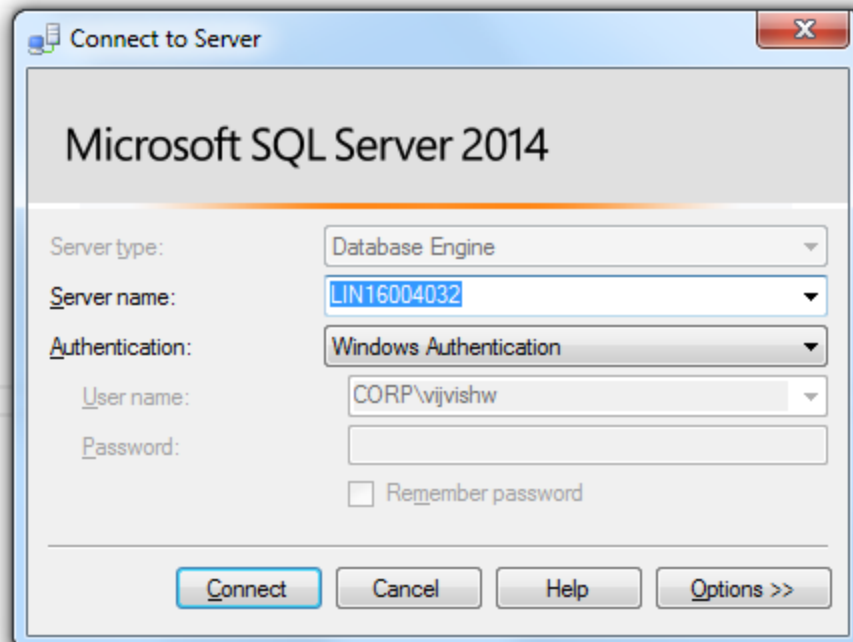 Connect to Server
Microsoft SQL Server 2014
Server type: Database Engine
Server name: LIN16004032
Authentication: Windows Authentication
User name: CORP\vijvishw
Password:
Remember password
Connect Cancel Help Options >>